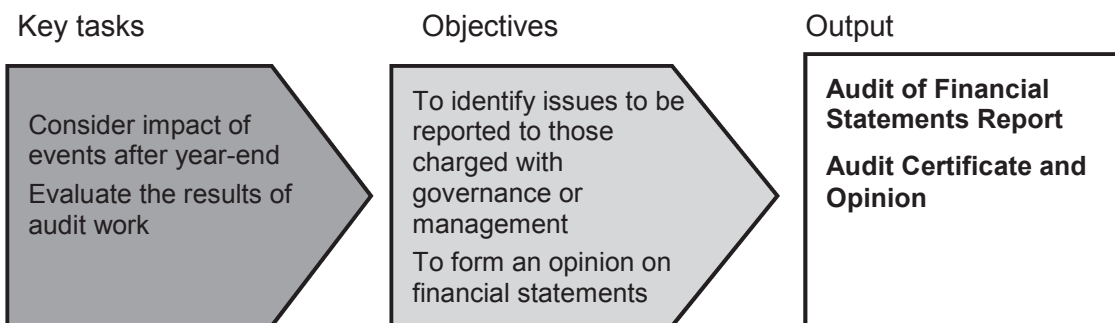 Key tasks
Objectives
Output
Consider impact of
events after year-end
Evaluate the results of
audit work
To identify issues to be
reported to those
charged with
governance or
management
To form an opinion on
financial statements
Audit of Financial
Statements Report
Audit Certificate and
Opinion